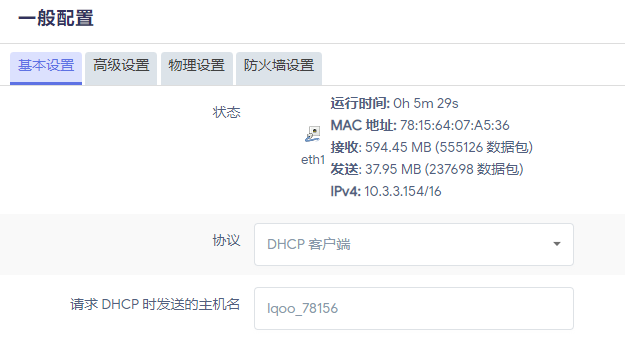 一般配置
基本设置 高级设置 物理设置 防火墙设置
状态
eth1
运行时间: 0h 5m 29s
MAC 地址: 78:15:64:07:A5:36
接收: 594.45 MB (555126 数据包)
发送: 37.95 MB (237698 数据包)
IPv4: 10.3.3.154/16
协议
DHCP 客户端
请求 DHCP 时发送的主机名
Iqoo_78156